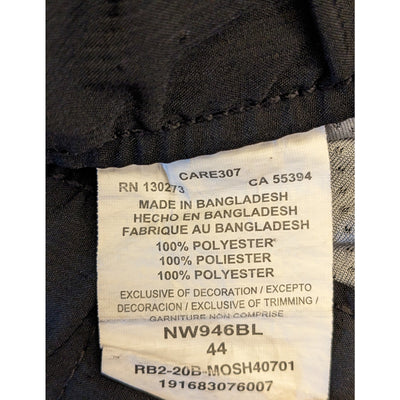 CARE307
RN 130273 CA 55394
MADE IN BANGLADESH
HECHO EN BANGLADESH
FABRIQUE AU BANGLADESH
100% POLYESTER
100% POLIESTER
100% POLYESTER
EXCLUSIVE OF DECORATION / EXCEPTO
DECORACION / EXCLUSIVE OF TRIMMING /
GARNITURE NON COMPRISE
NW946BL
44
RB2-20B-MOSH40701
191683076007